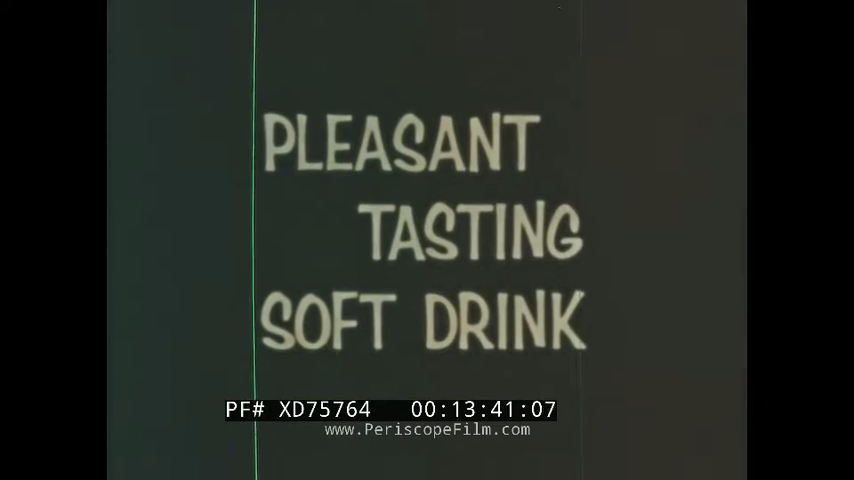 PLEASANT
TASTING
SOFT DRINK
PF# XD75764 00:13:41:07
www.PeriscopeFilm.com